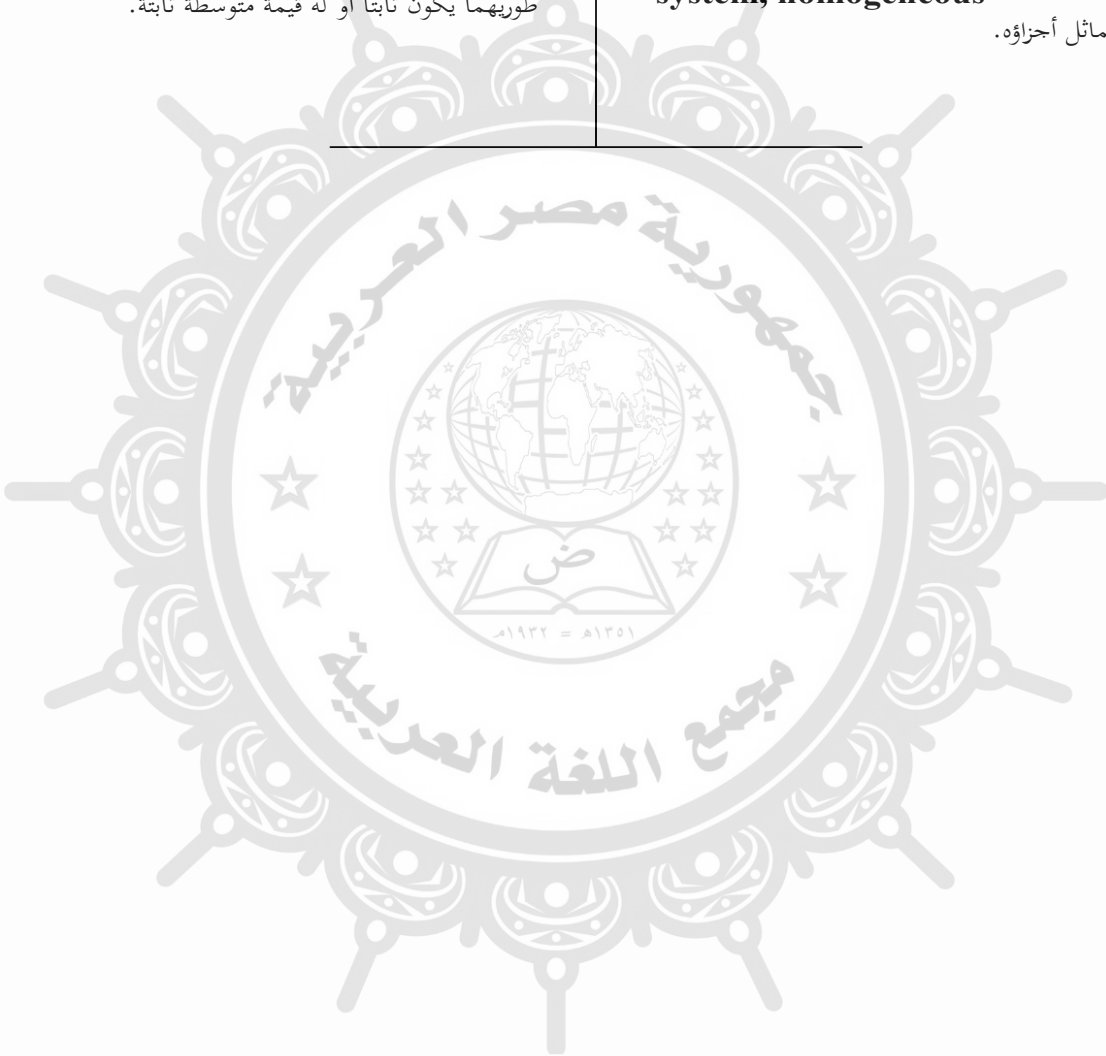 system, homogeneous
ماثل أجزاؤه.
طوريهما يكون ثابتا أو له قيمة متوسطة ثابتة.
جمهورية مصر العربية
ض
١٣٥١هـ = ١٩٣٢م
مجمع اللغة العربية